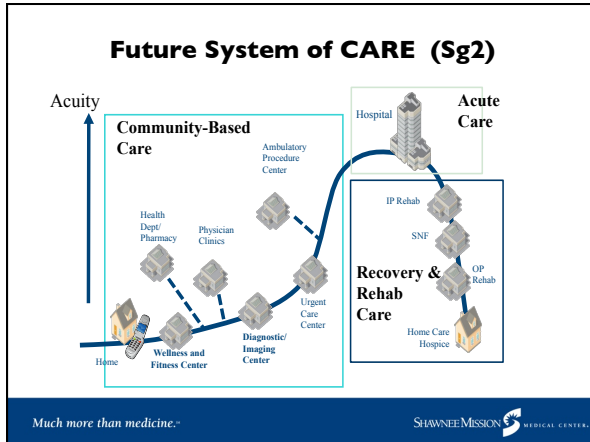 Future System of CARE (Sg2)
Acuity
Community-Based
Care
Hospital
Acute
Care
Ambulatory
Procedure
Center
Health
Dept/
Pharmacy
Physician
Clinics
IP Rehab
SNF
OP
Rehab
Recovery &
Rehab
Care
Urgent
Care
Center
Home Care
Hospice
Home
Wellness and
Fitness Center
Diagnostic/
Imaging
Center
Much more than medicine.℠
SHAWNEE MISSION MEDICAL CENTER